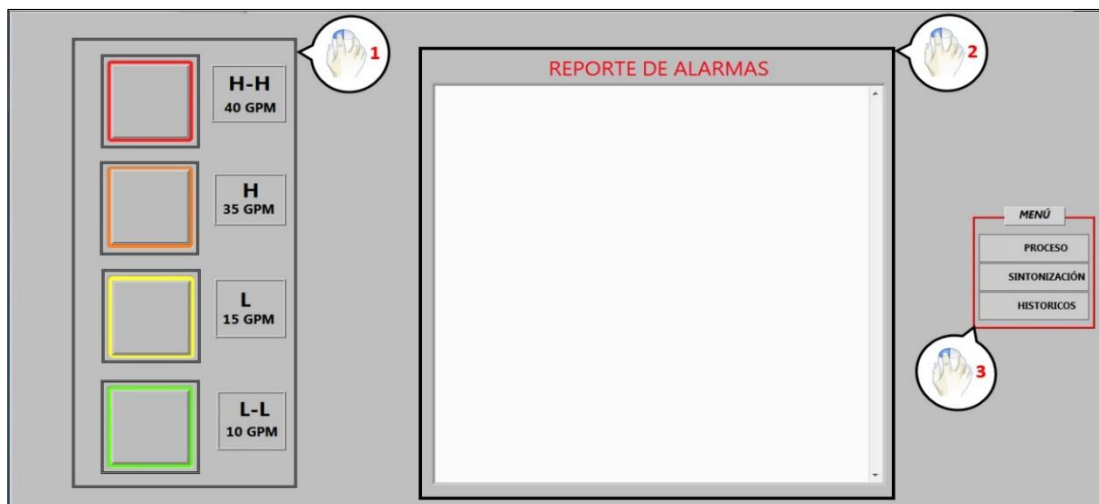 1
H-H
40 GPM
H
35 GPM
L
15 GPM
L-L
10 GPM
2
REPORTE DE ALARMAS
MENÚ
PROCESO
SINTONIZACIÓN
HISTORICOS
3